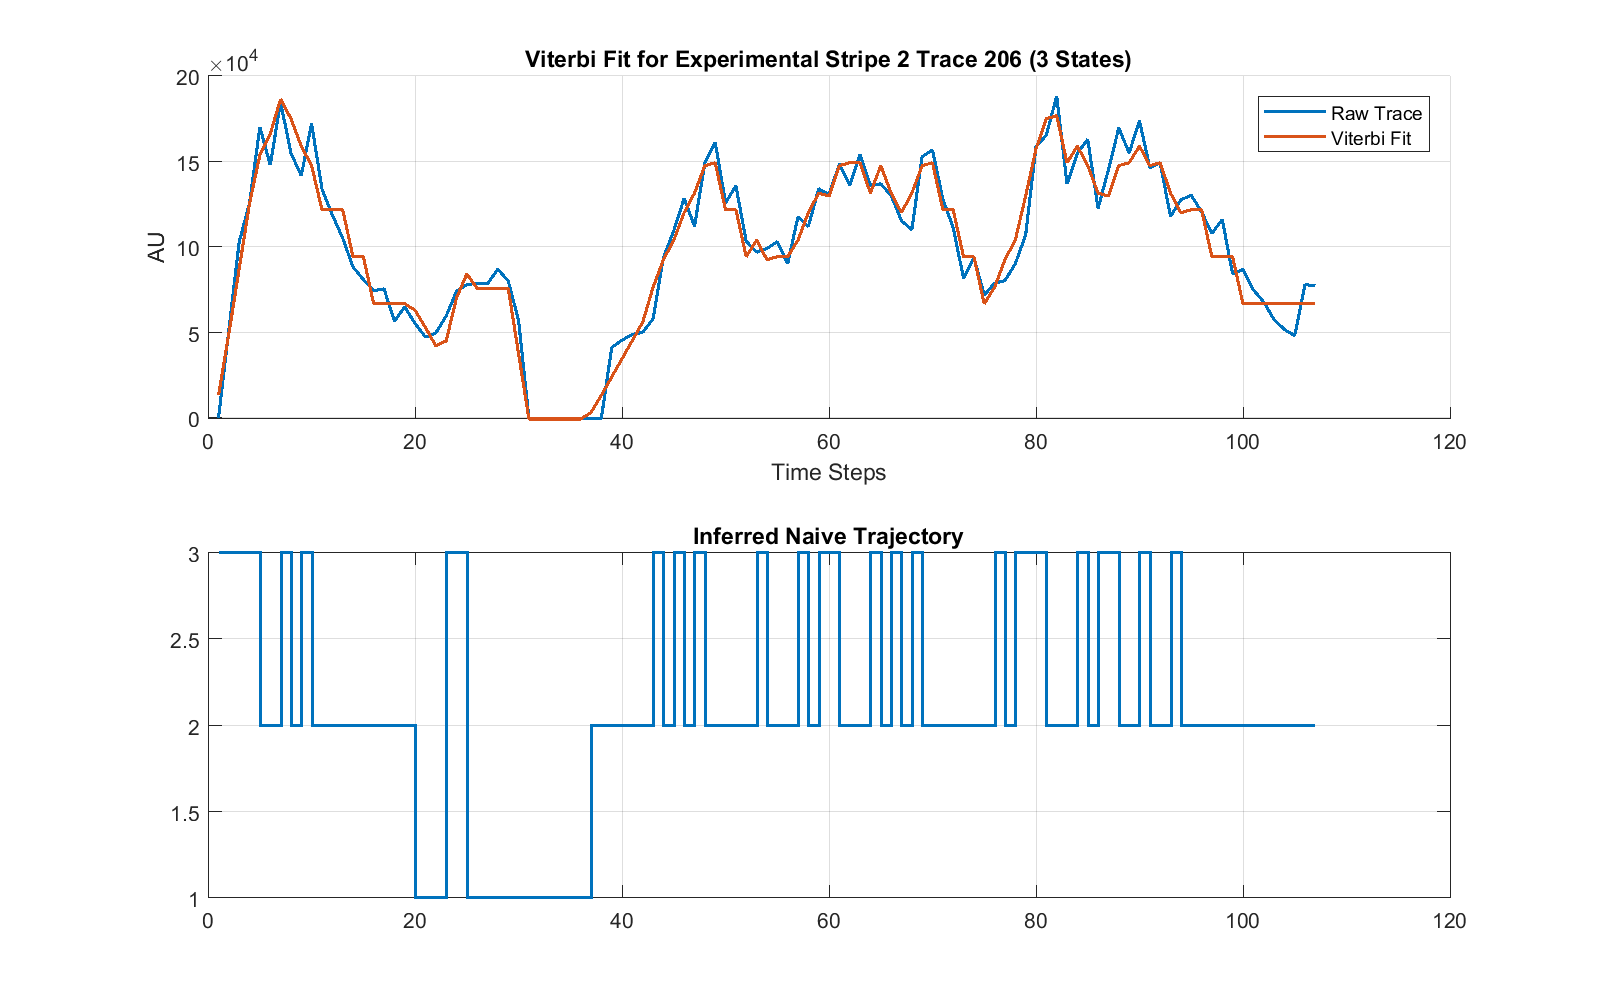 Viterbi Fit for Experimental Stripe 2 Trace 206 (3 States)
×10⁴
20
15
10
5
0
AU
Raw Trace
Viterbi Fit
0 20 40 60 80 100 120
Time Steps
Inferred Naive Trajectory
3
2.5
2
1.5
1
0 20 40 60 80 100 120